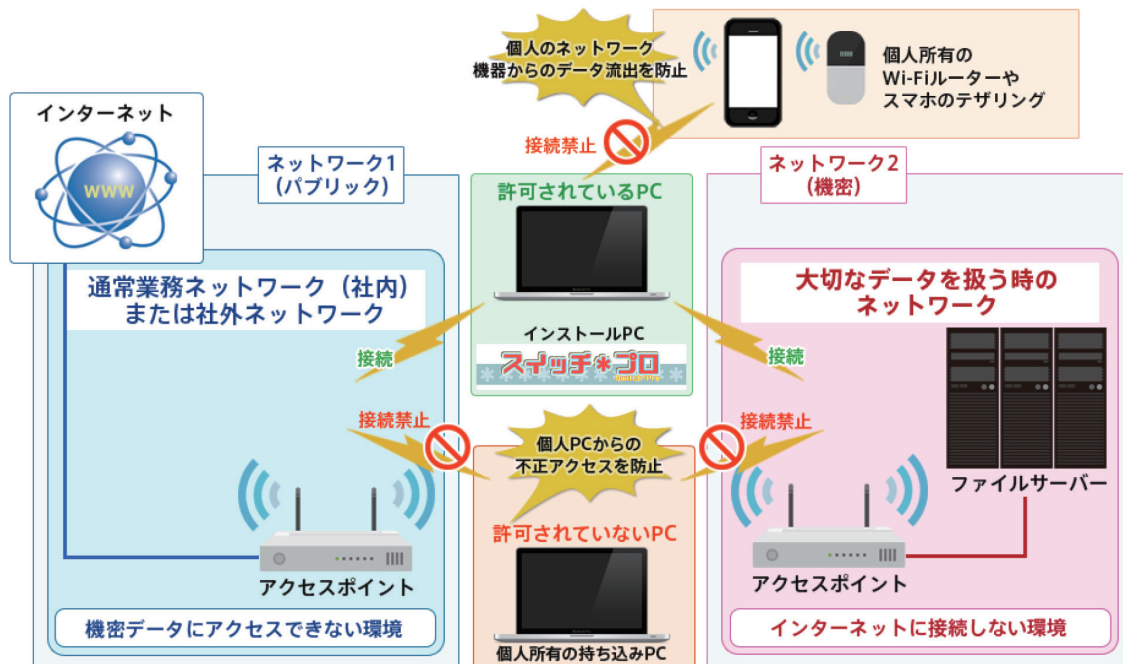 個人のネットワーク
機器からのデータ流出を防止
個人所有の
Wi-Fiルーターや
スマホのテザリング
インターネット
WWW
接続禁止
ネットワーク1
(パブリック)
許可されているPC
ネットワーク2
(機密)
通常業務ネットワーク（社内）
または社外ネットワーク
大切なデータを扱う時の
ネットワーク
インストールPC
スイッチ*プロ
接続
接続
接続禁止
個人PCからの
不正アクセスを防止
接続禁止
ファイルサーバー
許可されていないPC
アクセスポイント
アクセスポイント
機密データにアクセスできない環境
インターネットに接続しない環境
個人所有の持ち込みPC